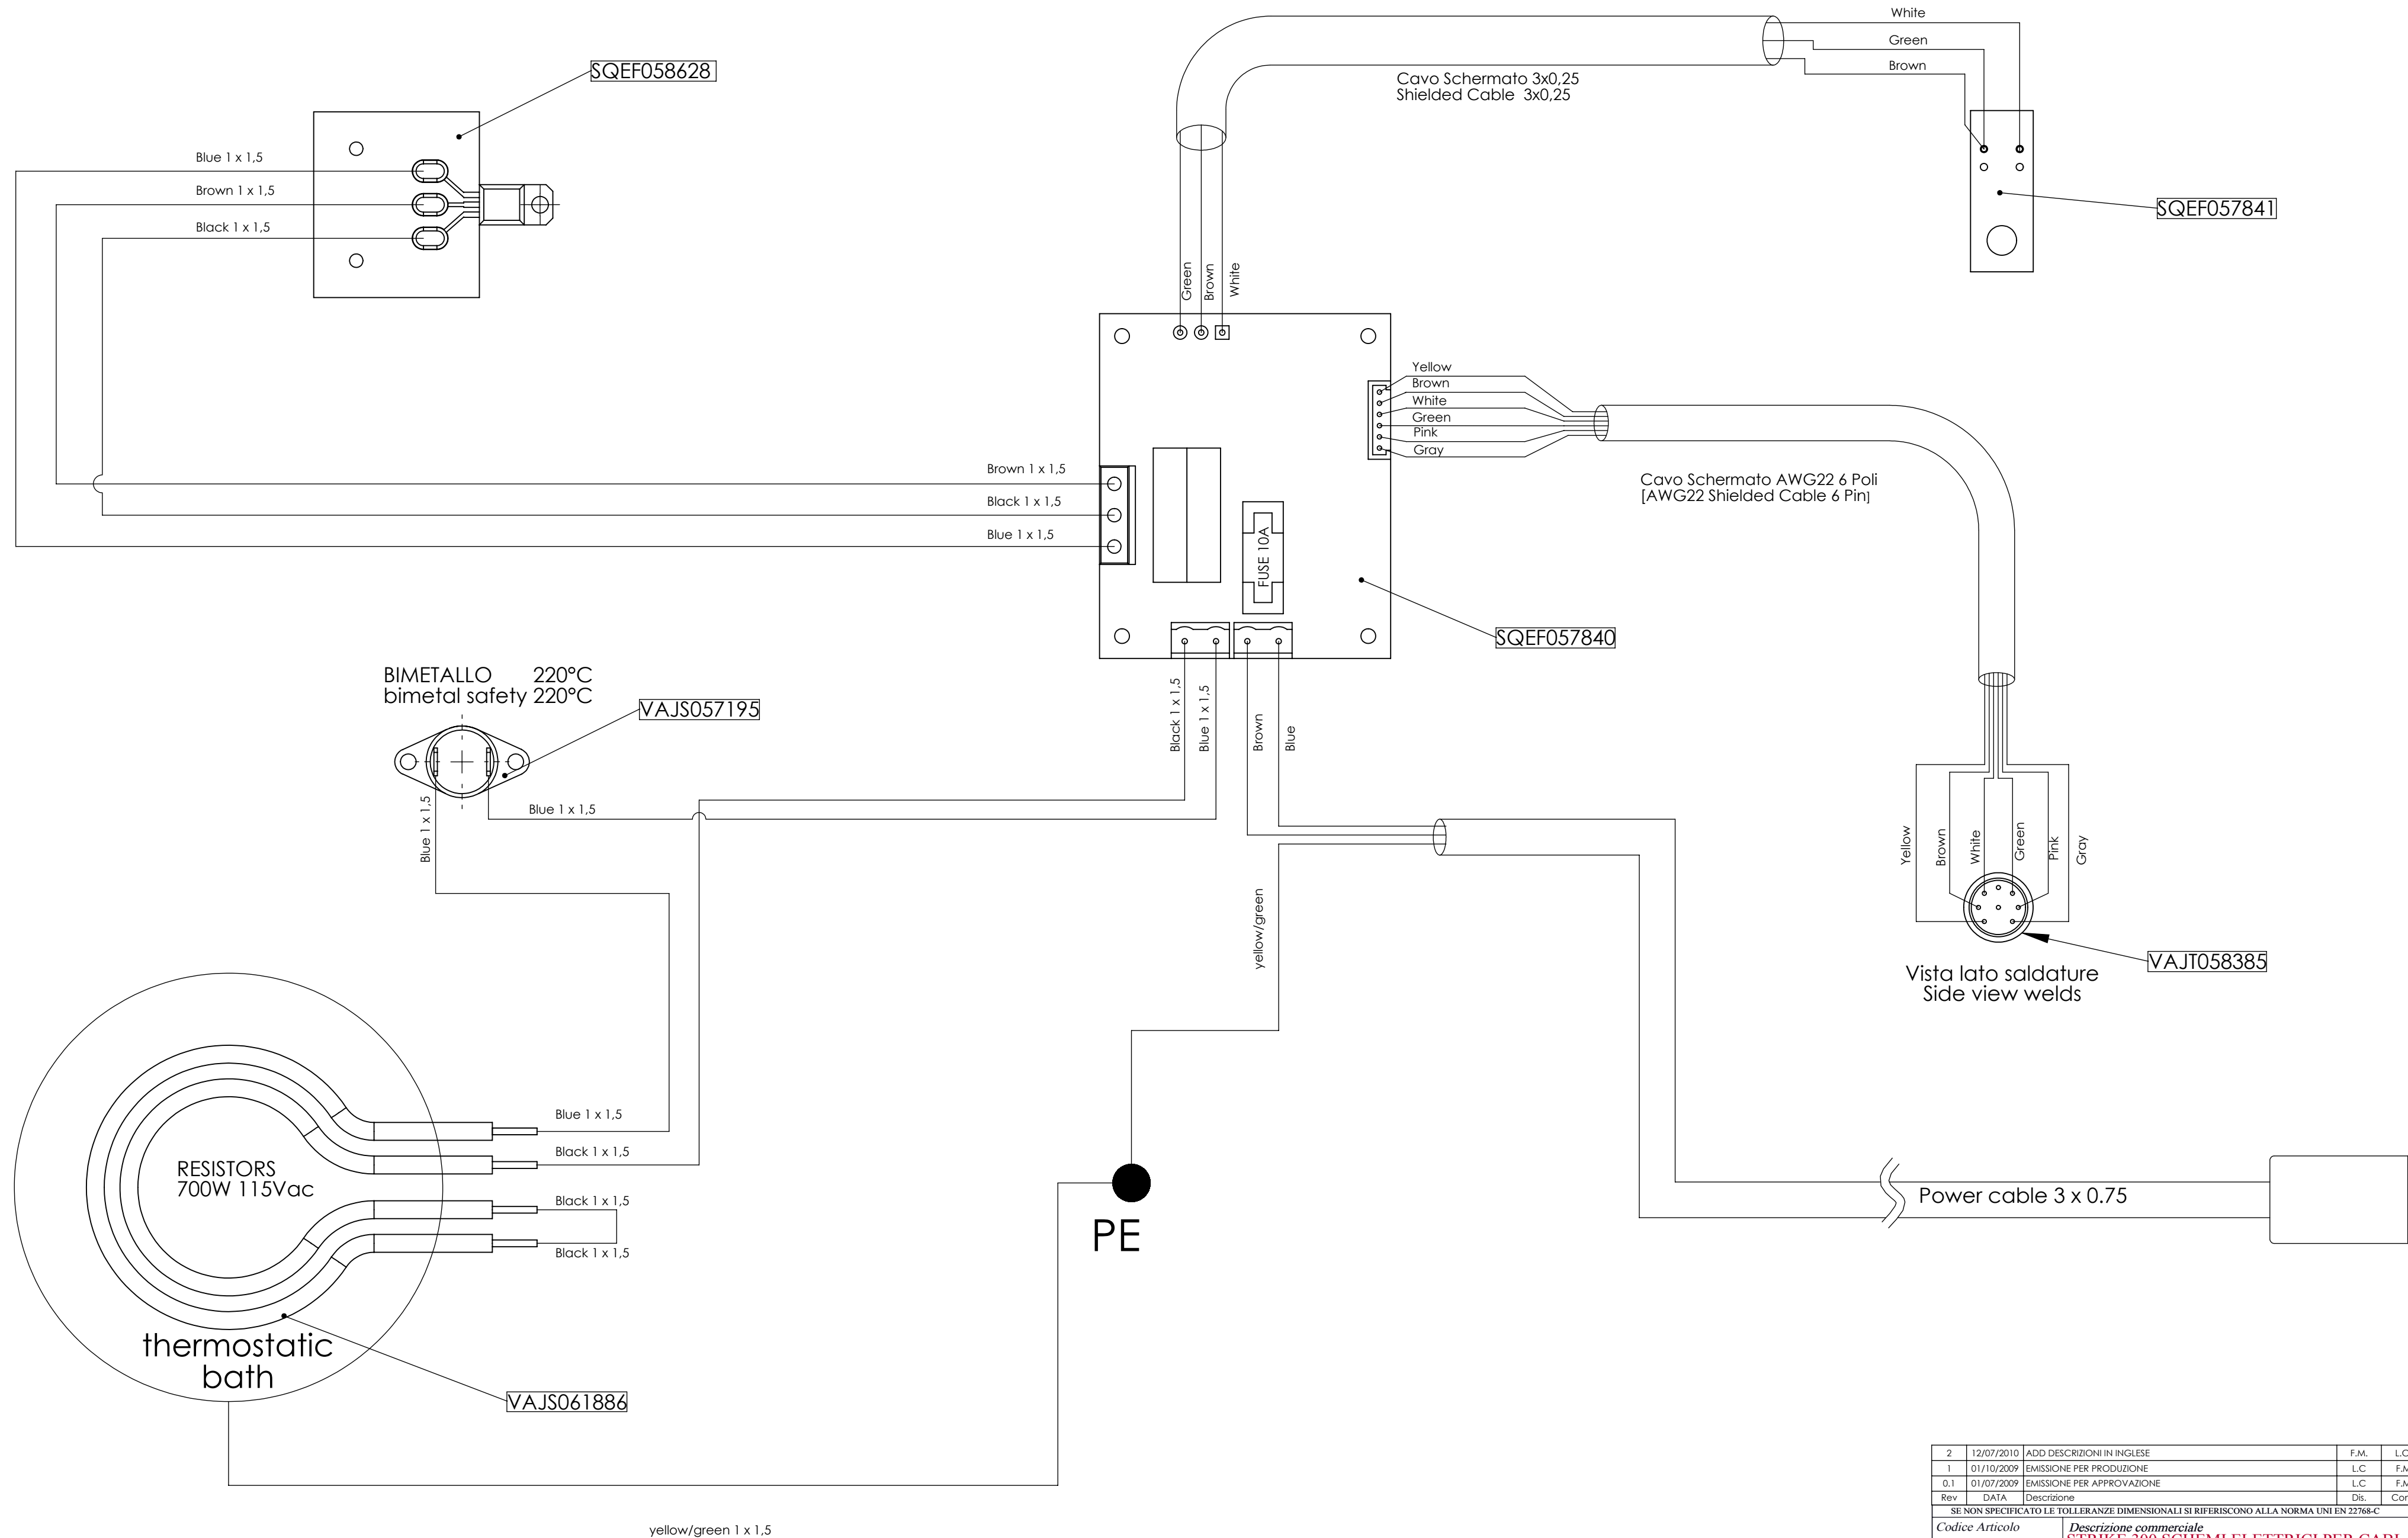 White
Green
Brown
Cavo Schermato 3x0,25
Shielded Cable 3x0,25
SQEF058628
Blue 1 x 1,5
Brown 1 x 1,5
Black 1 x 1,5
SQEF057841
Green
Brown
White
Yellow
Brown
White
Green
Pink
Gray
Brown 1 x 1,5
Black 1 x 1,5
Blue 1 x 1,5
FUSE 10A
Cavo Schermato AWG22 6 Poli
[AWG22 Shielded Cable 6 Pin]
SQEF057840
BIMETALLO 220°C
bimetal safety 220°C
VAJS057195
Black 1 x 1,5
Blue 1 x 1,5
Brown
Blue
Blue 1 x 1,5
Blue 1 x 1,5
Yellow
Brown
White
Green
Pink
Gray
yellow/green
VAJT058385
Vista lato saldature
Side view welds
Blue 1 x 1,5
Black 1 x 1,5
RESISTORS
700W 115Vac
Black 1 x 1,5
Black 1 x 1,5
PE
Power cable 3 x 0.75
thermostatic
bath
VAJS061886
yellow/green 1 x 1,5
2 12/07/2010 ADD DESCRIZIONI IN INGLESE F.M. L.C
1 01/10/2009 EMISSIONE PER PRODUZIONE L.C F.M
0.1 01/07/2009 EMISSIONE PER APPROVAZIONE L.C F.M
Rev DATA Descrizione Dis.
SE NON SPECIFICATO LE TOLLERANZE DIMENSIONALI SI RIFERISCONO ALLA NORMA UNI EN 22768-C
Codice Articolo Descrizione commerciale
STRIKE 300 SCHEMI ELETTRICI PER